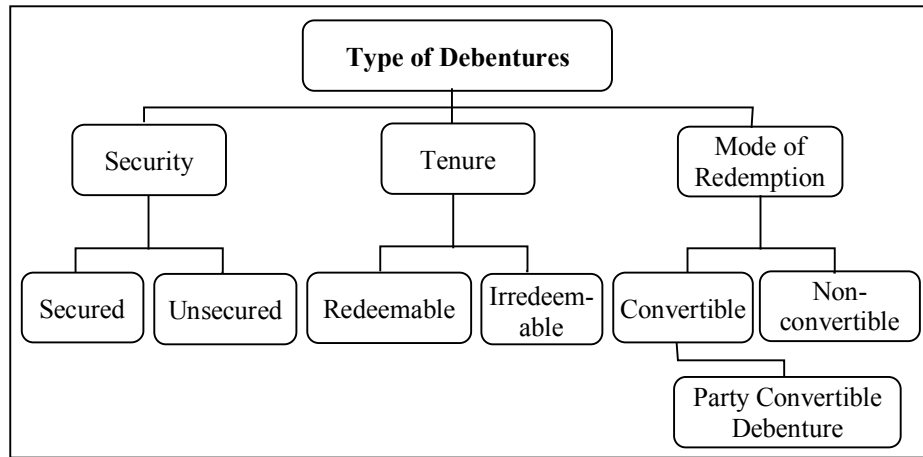 Type of Debentures
Security
Tenure
Mode of
Redemption
Secured
Unsecured
Redeemable
Irredeem-
able
Convertible
Non-
convertible
Party Convertible
Debenture